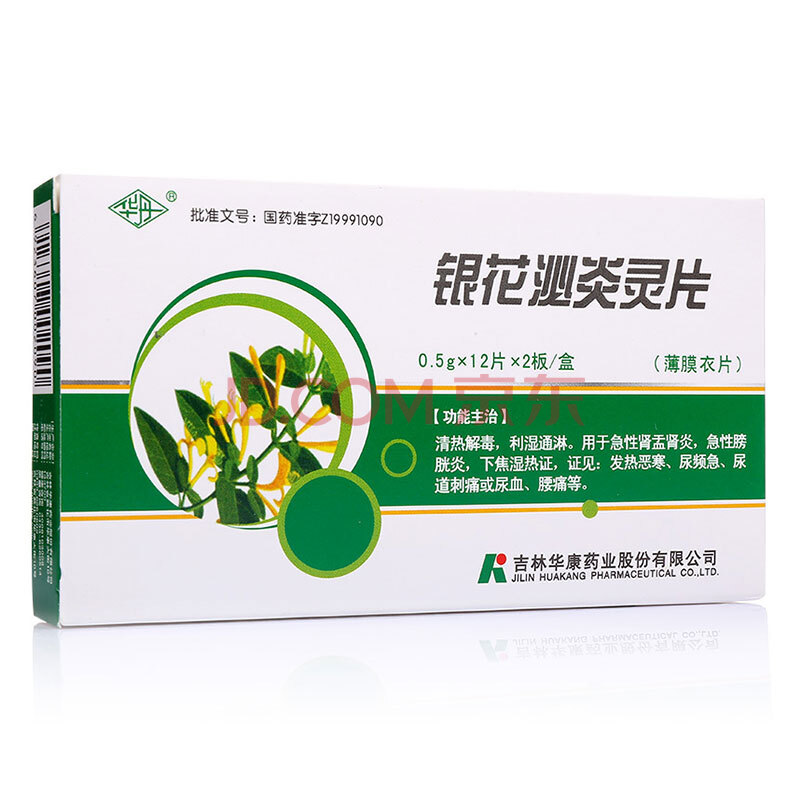 华丹®
批准文号：国药准字Z19991090
银花泌炎灵片
0.5g×12片×2板/盒
（薄膜衣片）
JD.COM 京东
【功能主治】
清热解毒，利湿通淋。用于急性肾盂肾炎，急性膀
胱炎，下焦湿热证，证见：发热恶寒、尿频急、尿
道刺痛或尿血、腰痛等。
吉林华康药业股份有限公司
JILIN HUAKANG PHARMACEUTICAL CO.,LTD.